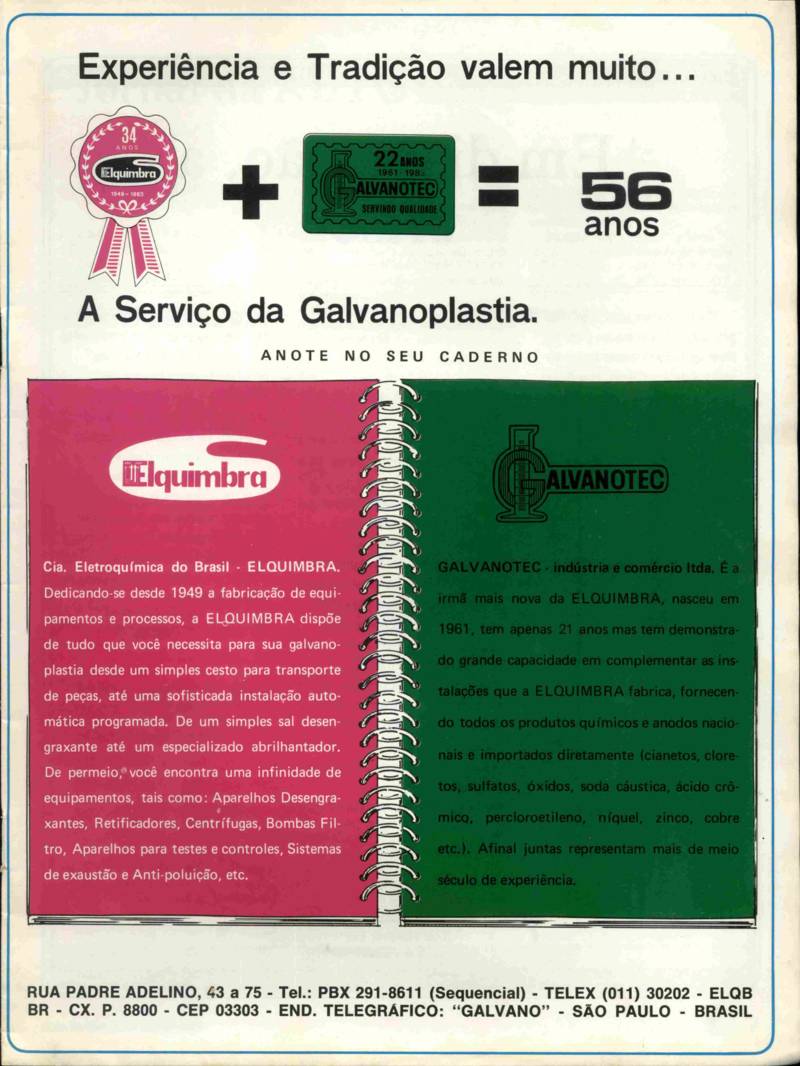 Experiência e Tradição valem muito...
34
ANOS
Elquimbra
1949 - 1983
+
22 ANOS
1961 - 1983
GALVANOTEC
SERVINDO QUALIDADE
=
56
anos
A Serviço da Galvanoplastia.
ANOTE NO SEU CADERNO
Elquimbra
Cia. Eletroquímica do Brasil - ELQUIMBRA.
Dedicando-se desde 1949 a fabricação de equi-
pamentos e processos, a ELQUIMBRA dispõe
de tudo que você necessita para sua galvano-
plastia desde um simples cesto para transporte
de peças, até uma sofisticada instalação auto-
mática programada. De um simples sal desen-
graxante até um especializado abrilhantador.
De permeio, você encontra uma infinidade de
equipamentos, tais como: Aparelhos Desengra-
xantes, Retificadores, Centrífugas, Bombas Fil-
tro, Aparelhos para testes e controles, Sistemas
de exaustão e Anti-poluição, etc.
GALVANOTEC
GALVANOTEC - indústria e comércio ltda. É a
irmã mais nova da ELQUIMBRA, nasceu em
1961, tem apenas 21 anos mas tem demonstra-
do grande capacidade em complementar as ins-
talações que a ELQUIMBRA fabrica, fornecen-
do todos os produtos químicos e anodos nacio-
nais e importados diretamente (cianetos, clore-
tos, sulfatos, óxidos, soda cáustica, ácido crô-
mico, percloroetileno, níquel, zinco, cobre
etc.). Afinal juntas representam mais de meio
século de experiência.
RUA PADRE ADELINO, 43 a 75 - Tel.: PBX 291-8611 (Sequencial) - TELEX (011) 30202 - ELQB
BR - CX. P. 8800 - CEP 03303 - END. TELEGRÁFICO: “GALVANO” - SÃO PAULO - BRASIL